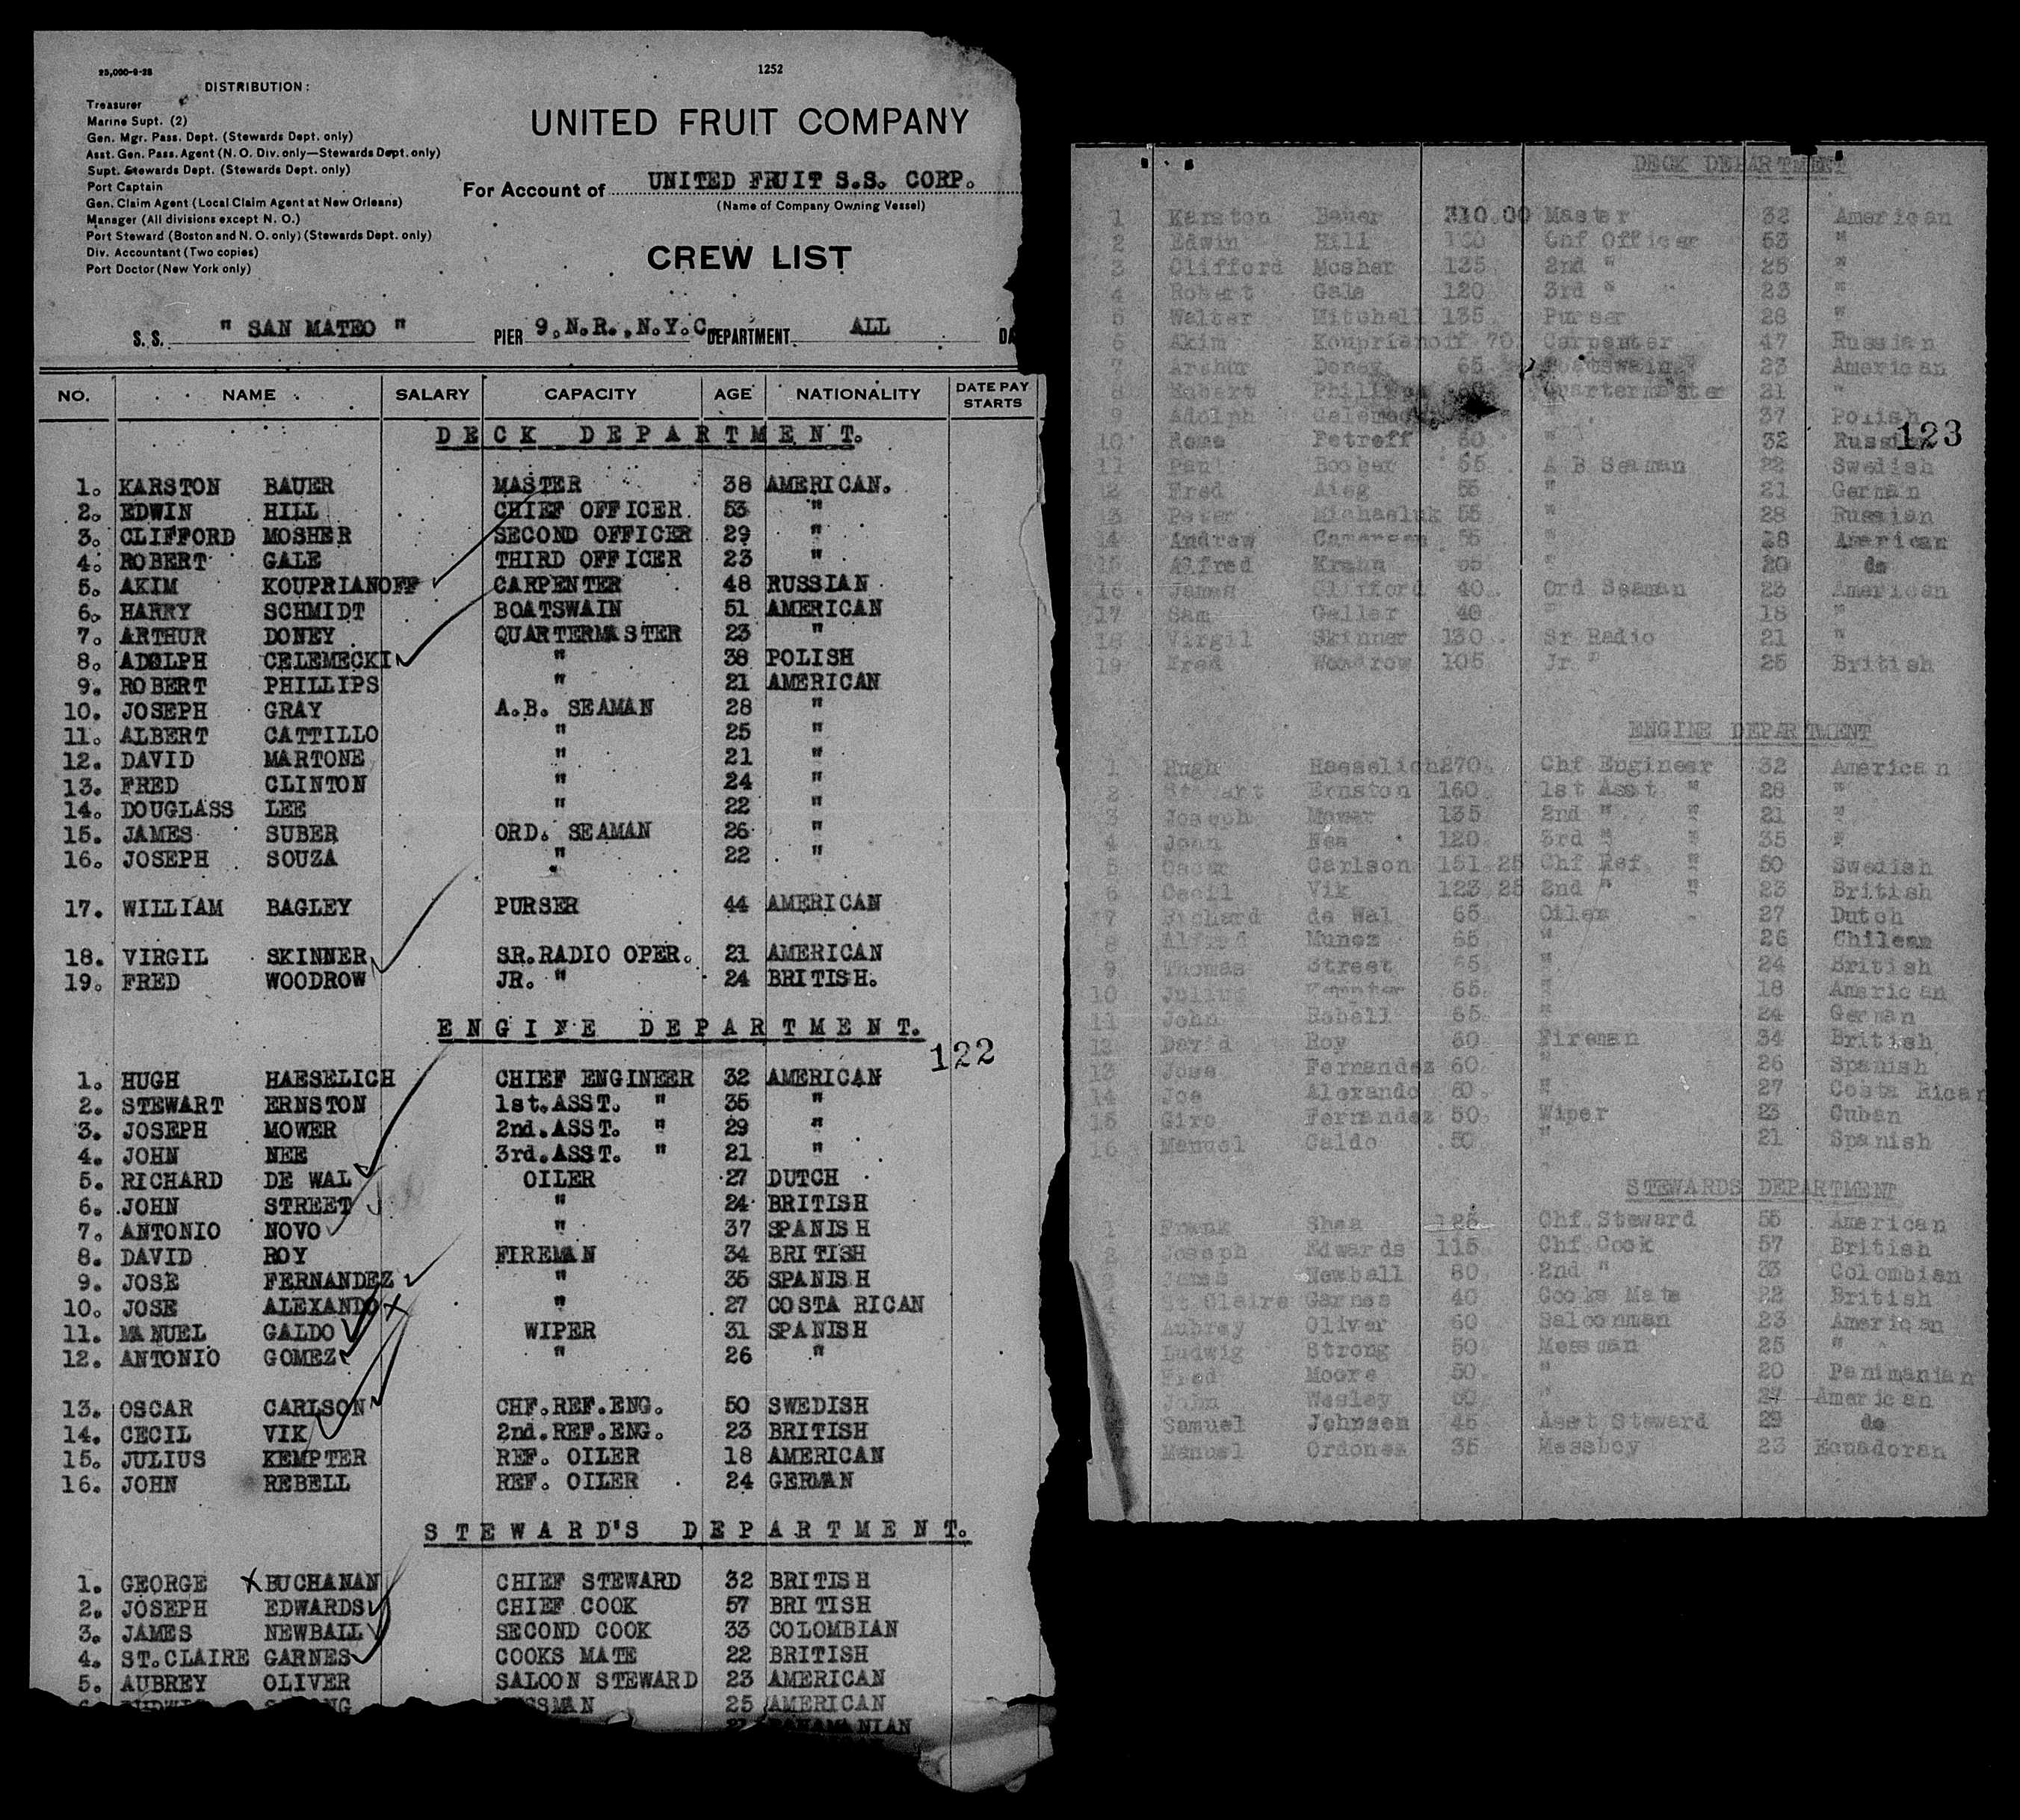 25,000-9-28
1252
DISTRIBUTION:
Treasurer
Marine Supt. (2)
Gen. Mgr. Pass. Dept. (Stewards Dept. only)
Asst. Gen. Pass. Agent (N. O. Div. only—Stewards Dept. only)
Supt. Stewards Dept. (Stewards Dept. only)
Port Captain
Gen. Claim Agent (Local Claim Agent at New Orleans)
Manager (All divisions except N. O.)
Port Steward (Boston and N. O. only) (Stewards Dept. only)
Div. Accountant (Two copies)
Port Doctor (New York only)
UNITED FRUIT COMPANY
For Account of UNITED FRUIT S.S. CORP.
(Name of Company Owning Vessel)
CREW LIST
S. S. " SAN MATEO " PIER 9.N.R.,N.Y.C. DEPARTMENT ALL
NO. NAME SALARY CAPACITY AGE NATIONALITY DATE PAY STARTS
DECK DEPARTMENT.
1. KARSTON BAUER MASTER 38 AMERICAN.
2. EDWIN HILL CHIEF OFFICER 53 "
3. CLIFFORD MOSHER SECOND OFFICER 29 "
4. ROBERT GALE THIRD OFFICER 23 "
5. AKIM KOUPRIANOFF CARPENTER 48 RUSSIAN
6. HARRY SCHMIDT BOATSWAIN 51 AMERICAN
7. ARTHUR DONEY QUARTERMASTER 23 "
8. ADOLPH CELEMECKI " 38 POLISH
9. ROBERT PHILLIPS " 21 AMERICAN
10. JOSEPH GRAY A.B. SEAMAN 28 "
11. ALBERT CATTILLO " 25 "
12. DAVID MARTONE " 21 "
13. FRED CLINTON " 24 "
14. DOUGLASS LEE " 22 "
15. JAMES SUBER ORD. SEAMAN 26 "
16. JOSEPH SOUZA " 22 "
17. WILLIAM BAGLEY PURSER 44 AMERICAN
18. VIRGIL SKINNER SR.RADIO OPER. 21 AMERICAN
19. FRED WOODROW JR. " 24 BRITISH.
ENGINE DEPARTMENT.
122
1. HUGH HAESELICH CHIEF ENGINEER 32 AMERICAN
2. STEWART ERNSTON 1st.ASST. " 35 "
3. JOSEPH MOWER 2nd.ASST. " 29 "
4. JOHN NEE 3rd.ASST. " 21 "
5. RICHARD DE WAL OILER 27 DUTCH
6. JOHN STREET " 24 BRITISH
7. ANTONIO NOVO " 37 SPANISH
8. DAVID ROY FIREMAN 34 BRITISH
9. JOSE FERNANDEZ " 35 SPANISH
10. JOSE ALEXANDO " 27 COSTA RICAN
11. MANUEL GALDO WIPER 31 SPANISH
12. ANTONIO GOMEZ " 26 "
13. OSCAR CARLSON CHF.REF.ENG. 50 SWEDISH
14. CECIL VIK 2nd.REF.ENG. 23 BRITISH
15. JULIUS KEMPTER REF. OILER 18 AMERICAN
16. JOHN REBELL REF. OILER 24 GERMAN
STEWARD'S DEPARTMENT.
1. GEORGE BUCHANAN CHIEF STEWARD 32 BRITISH
2. JOSEPH EDWARDS CHIEF COOK 57 BRITISH
3. JAMES NEWBALL SECOND COOK 33 COLOMBIAN
4. ST.CLAIRE GARNES COOKS MATE 22 BRITISH
5. AUBREY OLIVER SALOON STEWARD 23 AMERICAN
25 AMERICAN
DECK DEPARTMENT
1 Karston Bauer 310.00 Master 32 American
2 Edwin Hill Chf Officer 53 "
3 Clifford Mosher 135 2nd " 25 "
4 Robert Gale 120 3rd " 23 "
5 Walter Mitchell 135 Purser 28 "
6 Akim Kouprianoff 70 Carpenter 47 Russian
7 Arthur Doney 65 Boatswain 23 American
8 Robert Phillips Quartermaster 21 "
9 Adolph " 37 Polish
123
10 Petroff 60 " 32 Russian
11 Paul 55 A B Seaman 22 Swedish
12 Fred 55 " 21 German
13 Peter Michaeluk 55 " 28 Russian
14 Andrew 55 " 38 American
15 Alfred Krahn 55 " 20 do
16 James Clifford 40 Ord Seaman 23 American
17 Sam Geller 40 " 18 "
18 Virgil Skinner 130 Sr Radio 21 "
19 Fred Woodrow 105 Jr " 25 British
ENGINE DEPARTMENT
1 Hugh Haeselich 270 Chf Engineer 32 American
2 Stewart Ernston 160 1st Asst " 28 "
3 Joseph Mower 135 2nd " " 21 "
4 John Nee 120 3rd " " 35 "
5 Oscar Carlson 151 25 Chf Ref " 50 Swedish
6 Cecil Vik 123 25 2nd " " 23 British
7 Richard de Wal 65 Oiler 27 Dutch
8 Alfred Munoz 65 " 26 Chilean
9 Thomas Street 65 " 24 British
10 Julius Kempter 65 " 18 American
11 John Rebell 65 " 24 German
12 David Roy 60 Fireman 34 British
13 Jose Fernandez 60 " 26 Spanish
14 Joe Alexando 60 " 27 Costa Rican
15 Giro Fernandez 50 Wiper 23 Cuban
16 Manuel Galdo 50 " 21 Spanish
STEWARDS DEPARTMENT
1 Frank Shea 125 Chf Steward 55 American
2 Joseph Edwards 115 Chf Cook 57 British
3 James Newball 80 2nd " 33 Colombian
4 St Claire Garnes 40 Cooks Mate 22 British
5 Aubrey Oliver 60 Saloonman 23 American
Ludwig Strong 50 Messman 25 "
Fred Moore 50 " 20 Panimanian
John Wesley 50 " 27 American
Samuel Johnsen 45 Asst Steward 29 do
Manuel Ordones 35 Messboy 23 Ecuadoran